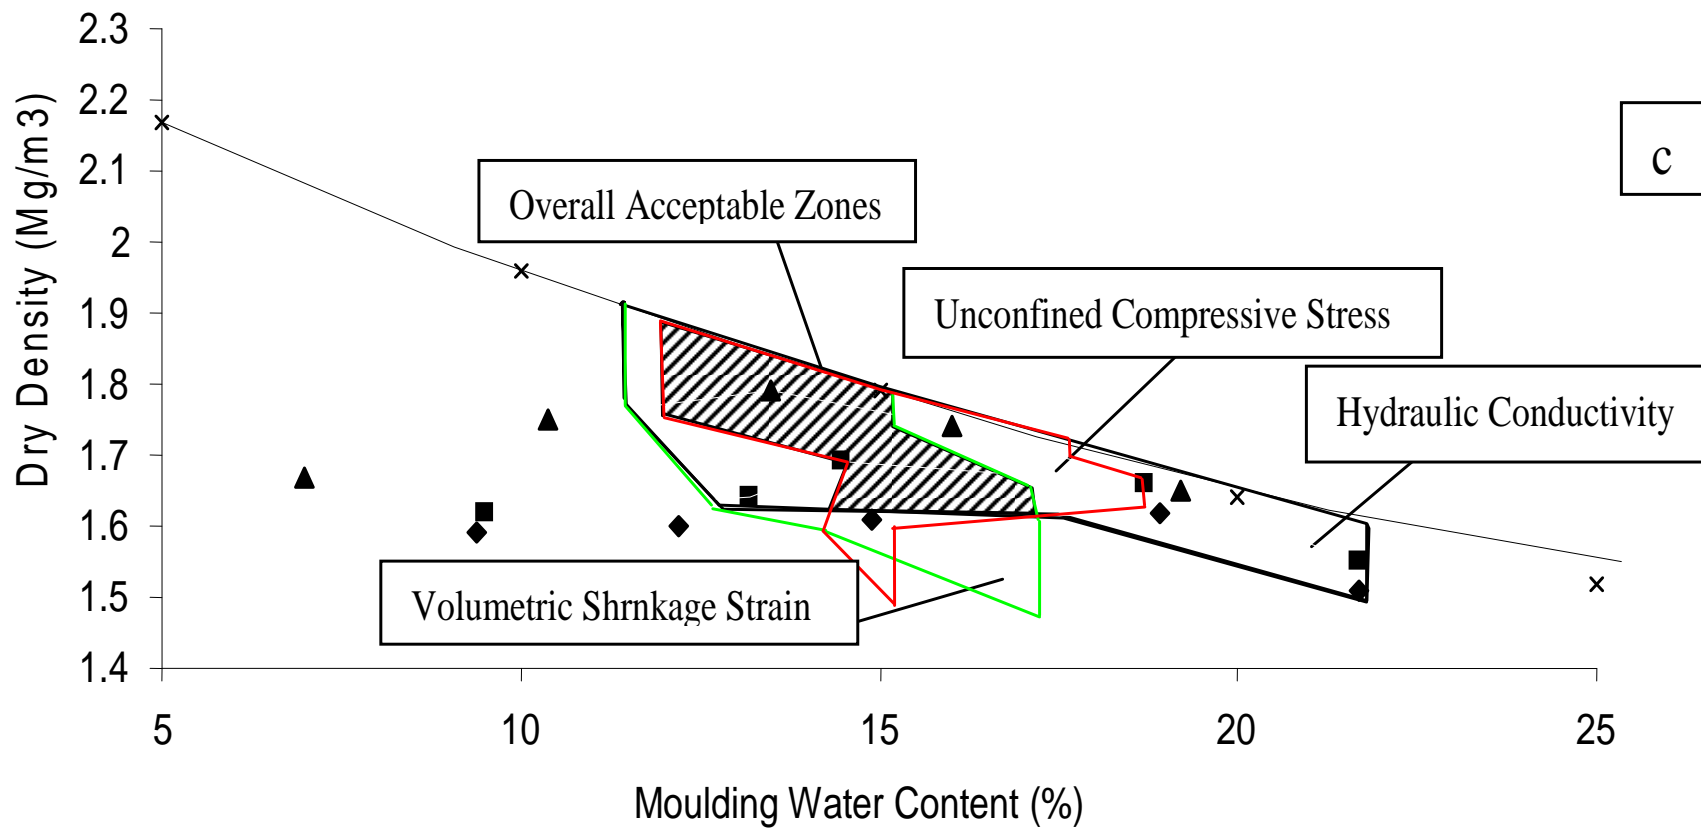 2.3
2.2
2.1
2
1.9
1.8
1.7
1.6
1.5
1.4
Dry Density (Mg/m3)
c
Overall Acceptable Zones
Unconfined Compressive Stress
Hydraulic Conductivity
Volumetric Shrnkage Strain
5 10 15 20 25
Moulding Water Content (%)